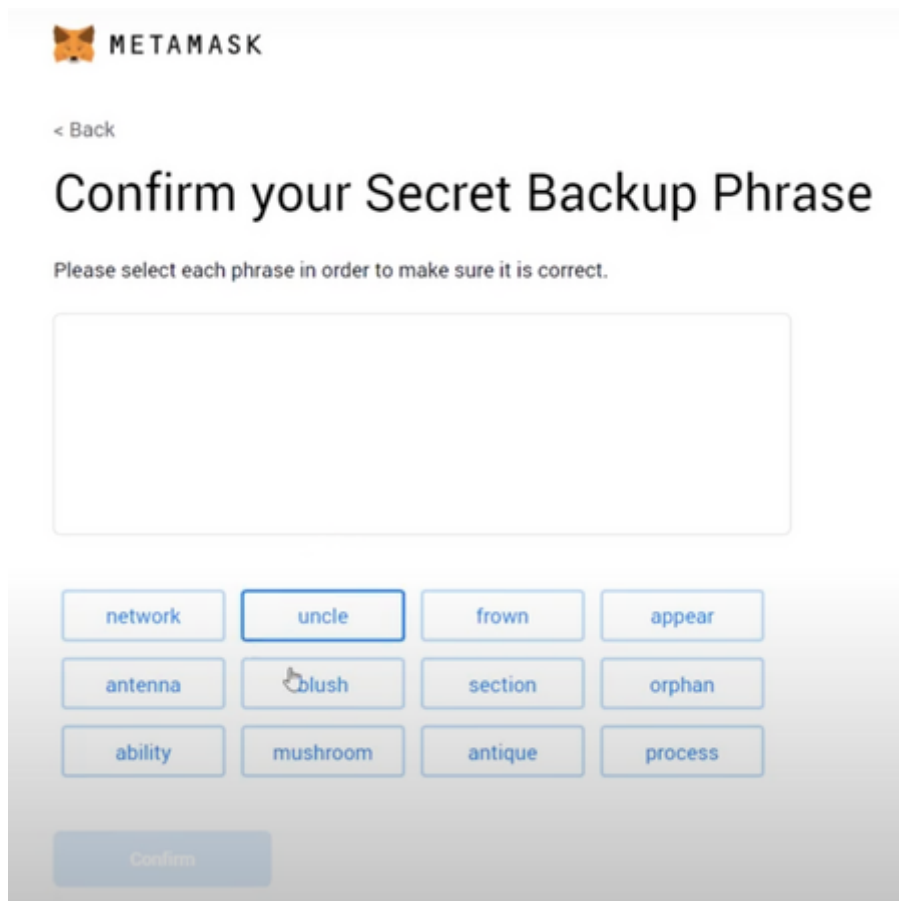 METAMASK
< Back
Confirm your Secret Backup Phrase
Please select each phrase in order to make sure it is correct.
network uncle frown appear
antenna blush section orphan
ability mushroom antique process
Confirm